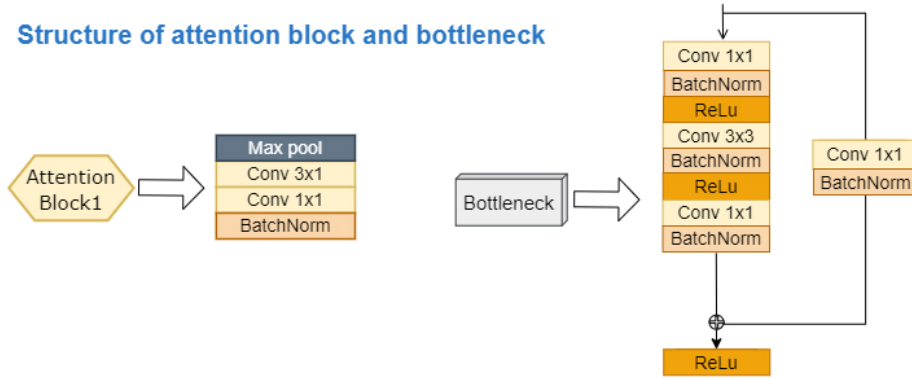 Structure of attention block and bottleneck
Attention
Block1
Max pool
Conv 3x1
Conv 1x1
BatchNorm
Bottleneck
Conv 1x1
BatchNorm
ReLu
Conv 3x3
BatchNorm
ReLu
Conv 1x1
BatchNorm
Conv 1x1
BatchNorm
ReLu